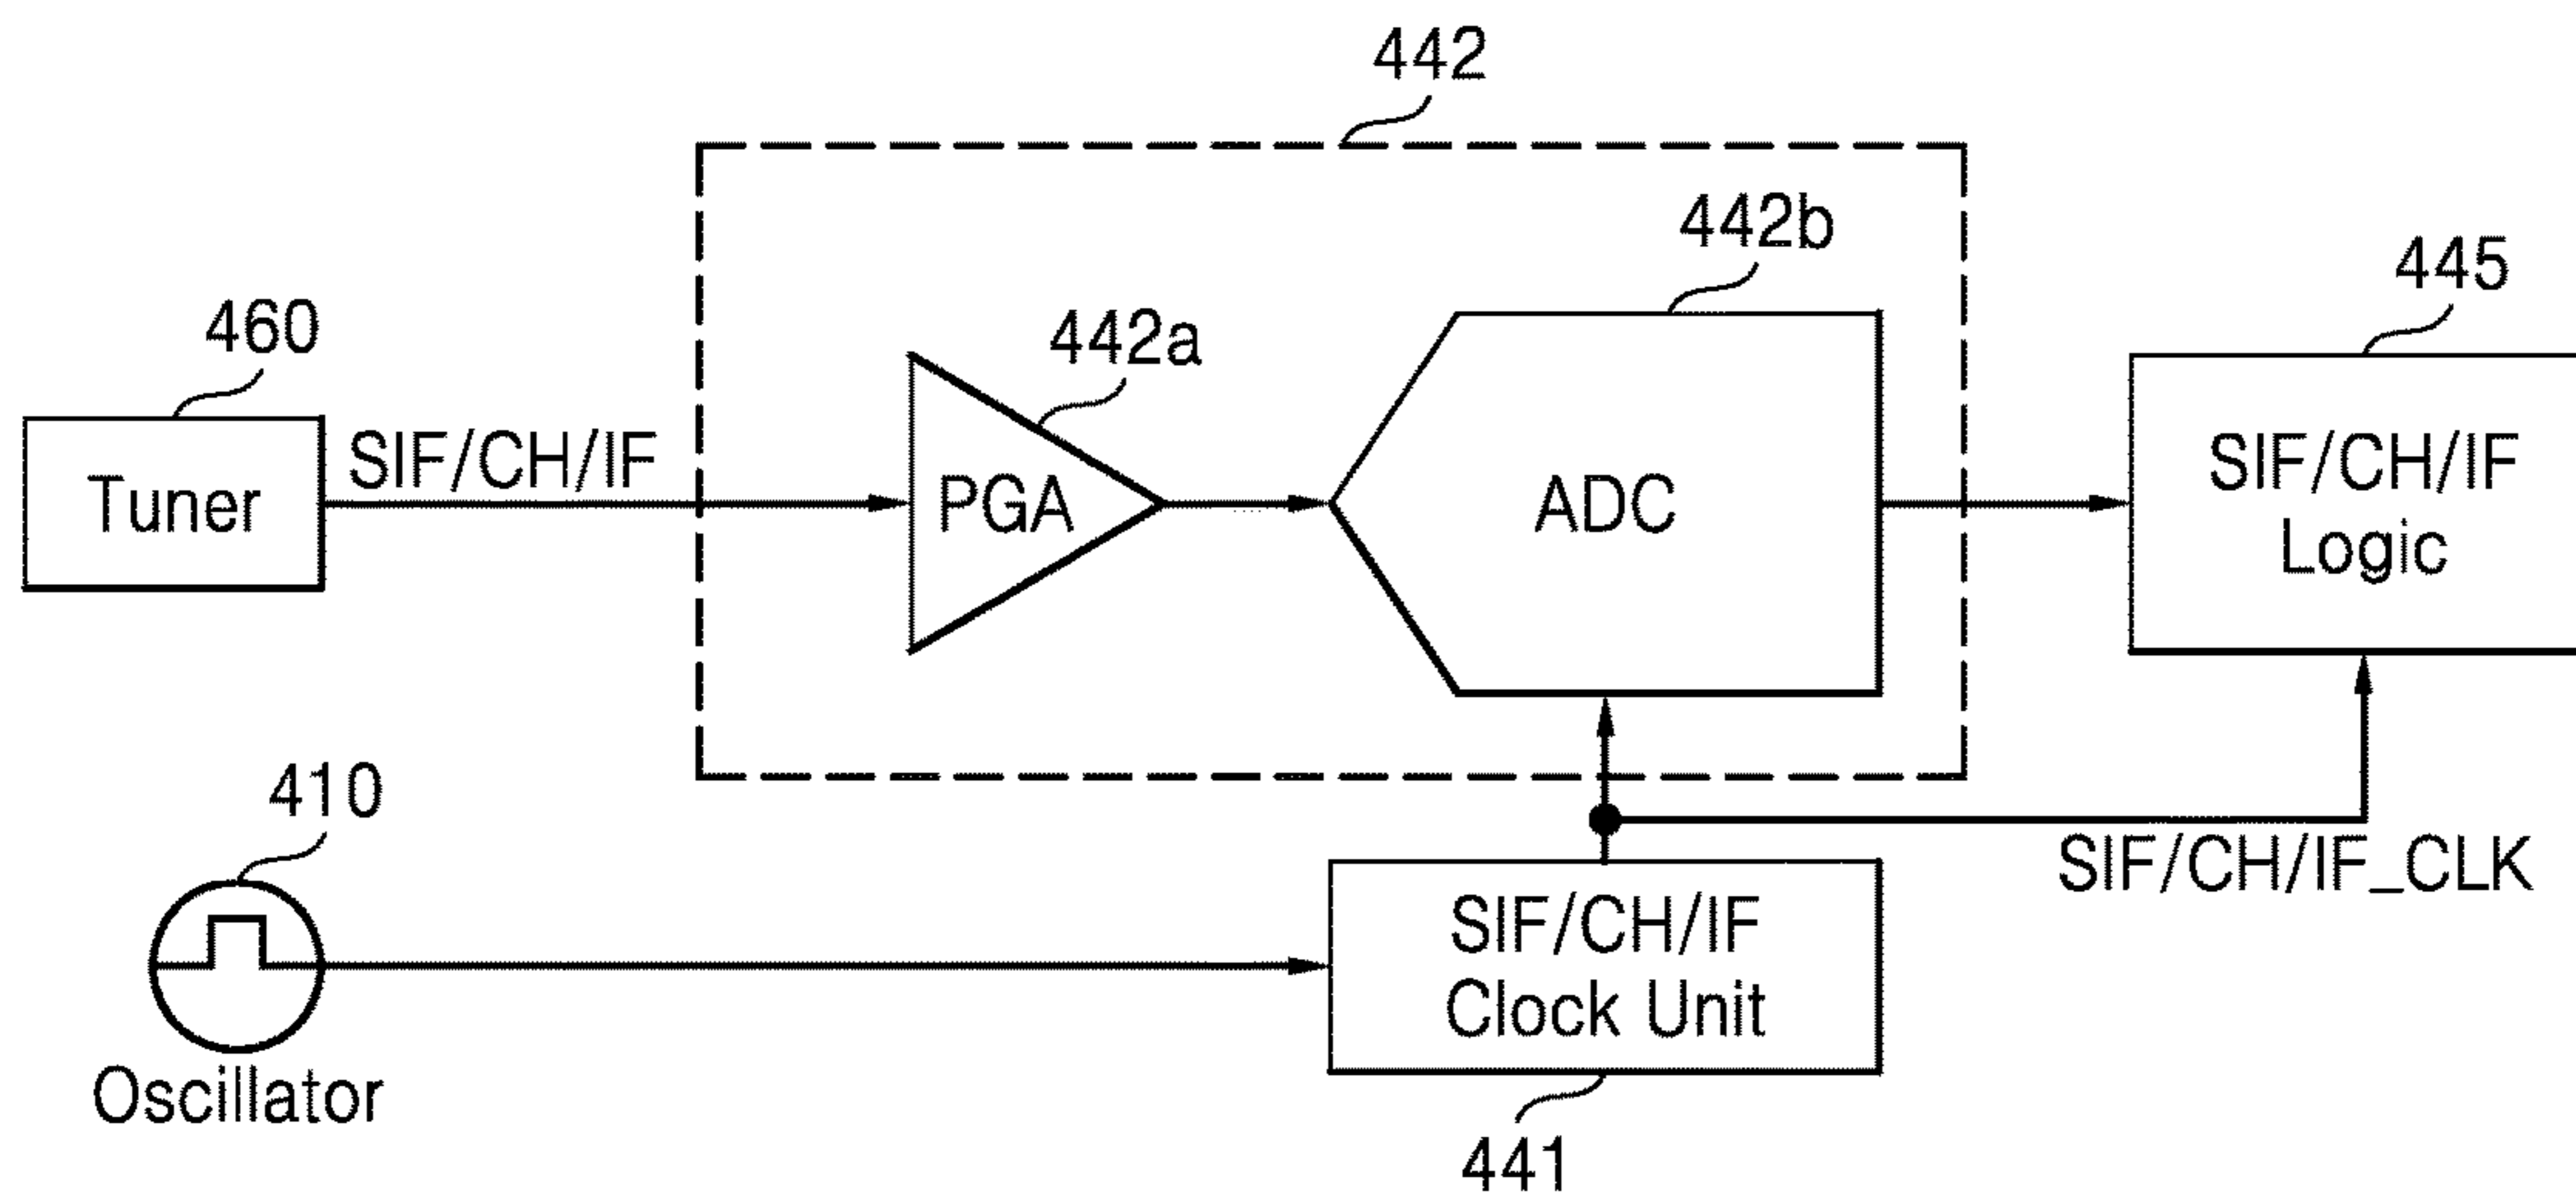 442
442b
445
460
442a
SIF/CH/IF
Tuner
PGA
ADC
SIF/CH/IF
Logic
410
SIF/CH/IF_CLK
SIF/CH/IF
Clock Unit
Oscillator
441